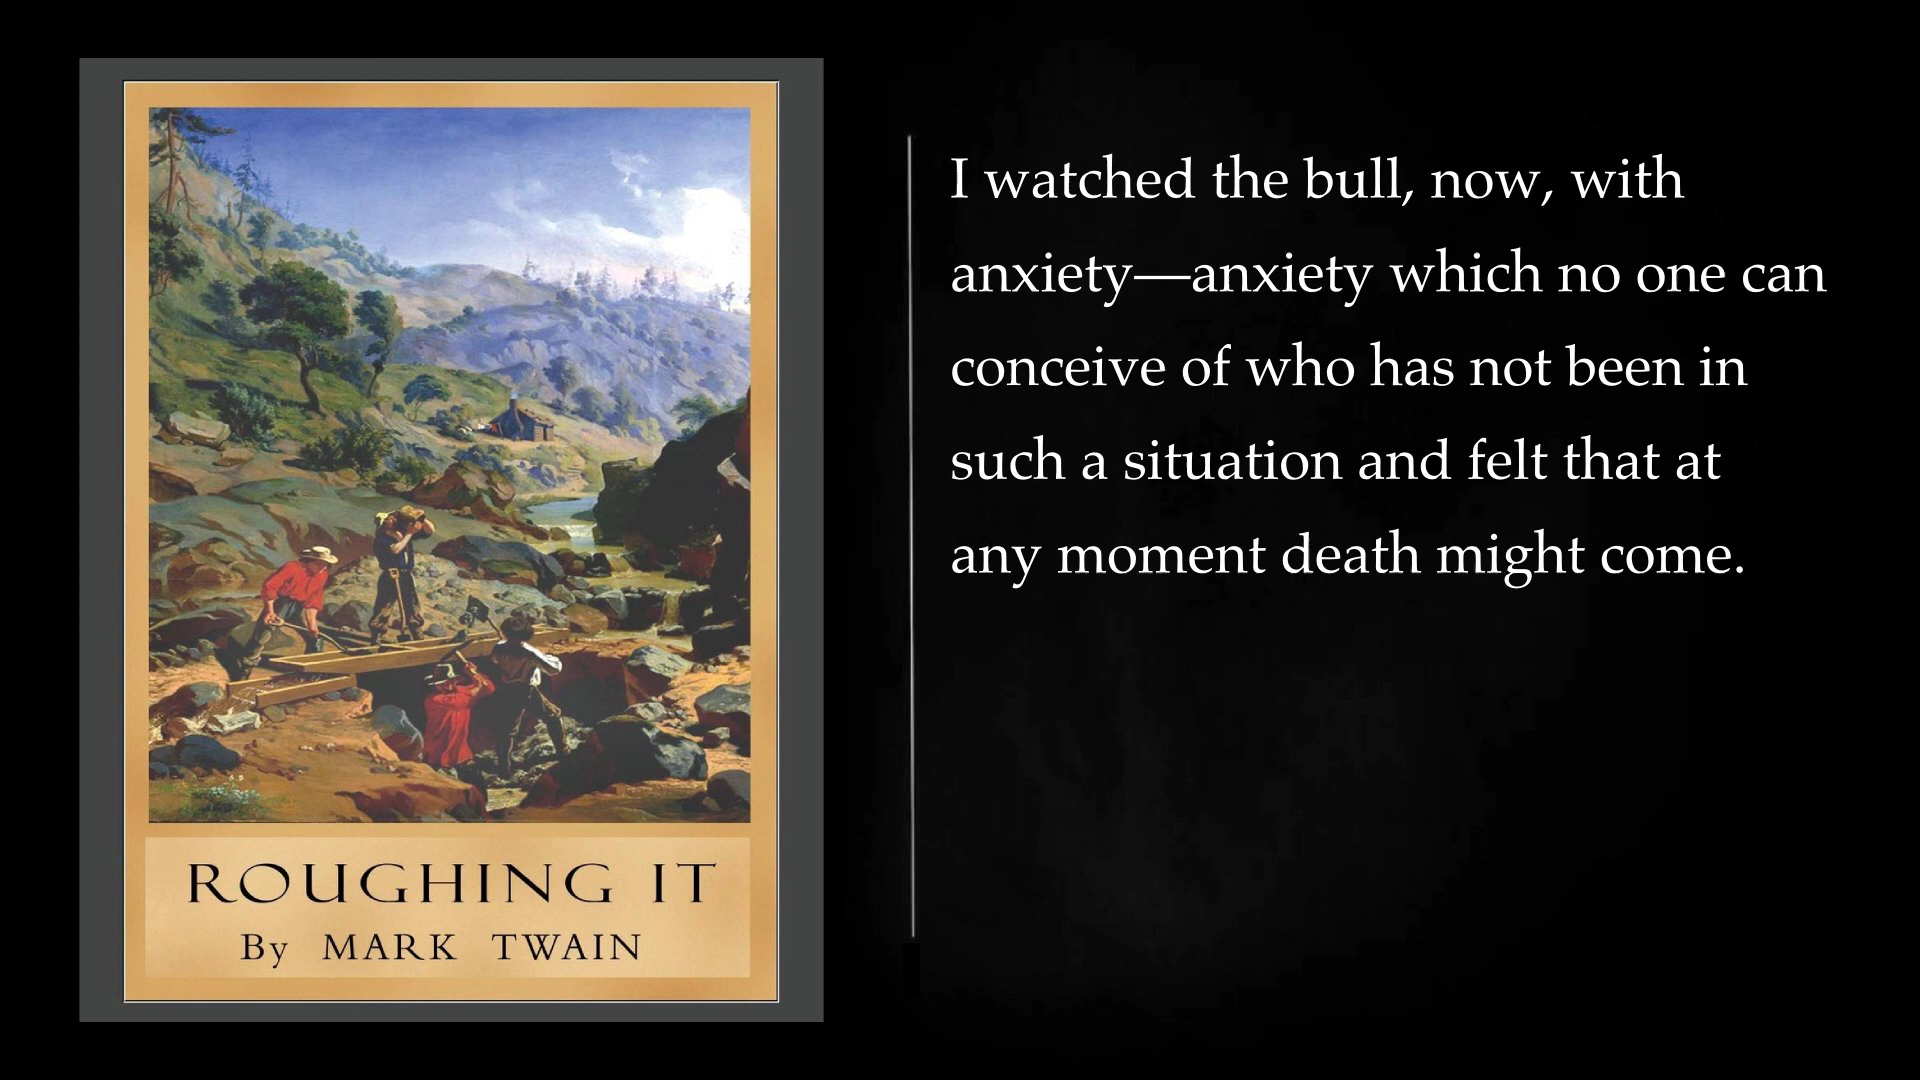 ROUGHING IT
By MARK TWAIN
I watched the bull, now, with
anxiety—anxiety which no one can
conceive of who has not been in
such a situation and felt that at
any moment death might come.